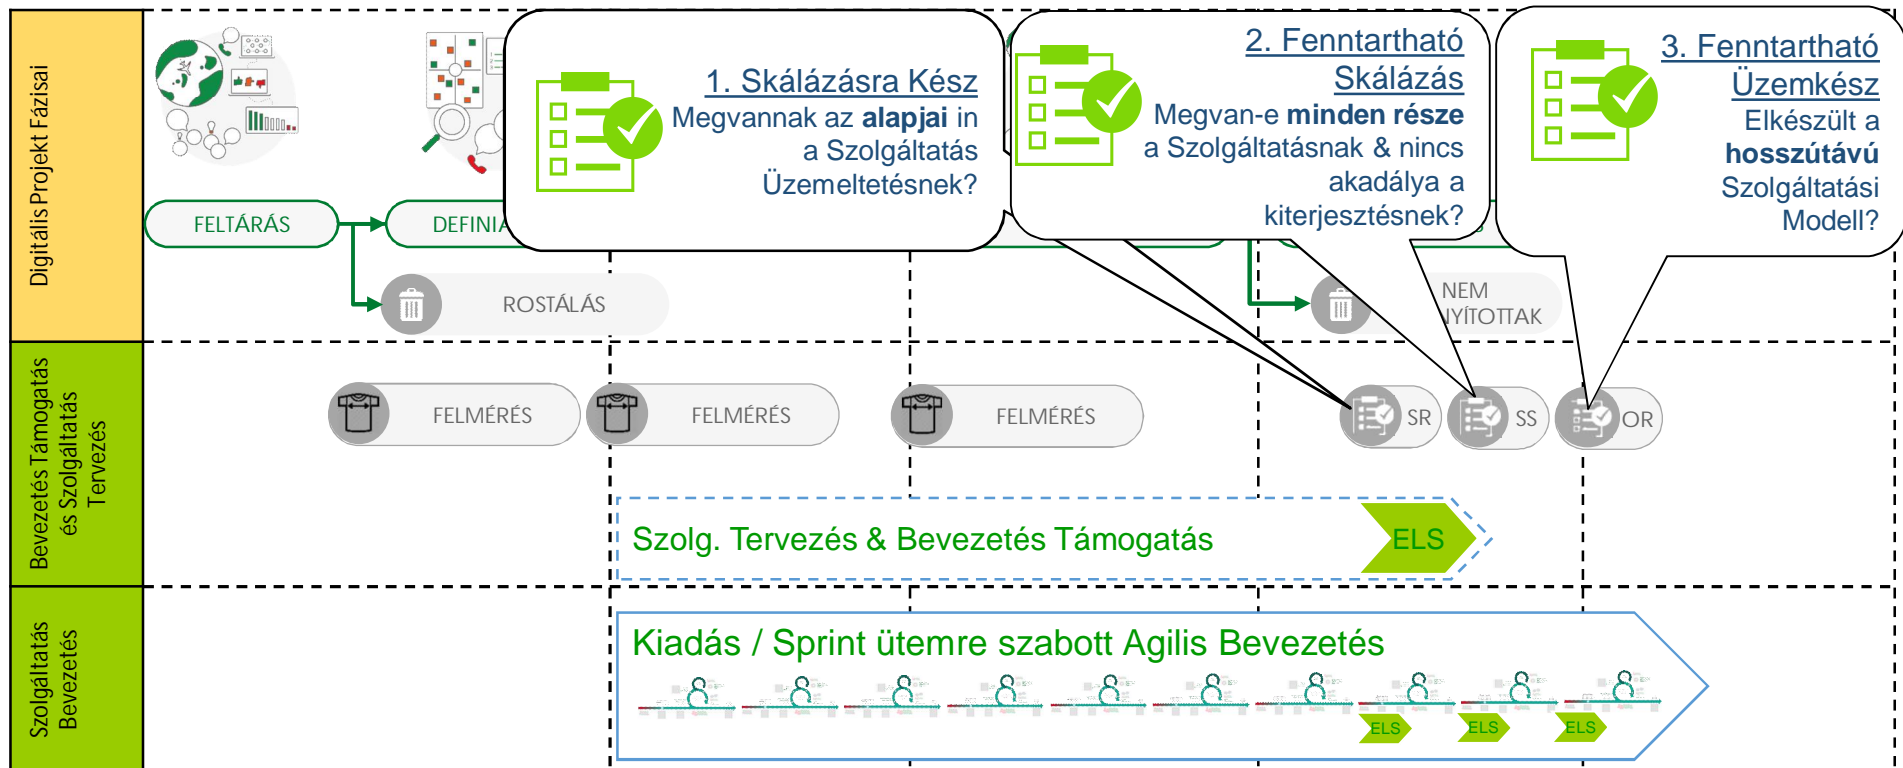 Digitális Projekt Fázisai
1. Skálázásra Kész
Megvannak az alapjai in
a Szolgáltatás
Üzemeltetésnek?
2. Fenntartható
Skálázás
Megvan-e minden része
a Szolgáltatásnak & nincs
akadálya a
kiterjesztésnek?
3. Fenntartható
Üzemkész
Elkészült a
hosszútávú
Szolgáltatási
Modell?
FELTÁRÁS
DEFINIÁ
ROSTÁLÁS
NEM
NYÍTOTTAK
Bevezetés Támogatás
és Szolgáltatás
Tervezés
FELMÉRÉS
FELMÉRÉS
FELMÉRÉS
SR
SS
OR
Szolg. Tervezés & Bevezetés Támogatás
ELS
Szolgáltatás
Bevezetés
Kiadás / Sprint ütemre szabott Agilis Bevezetés
ELS
ELS
ELS